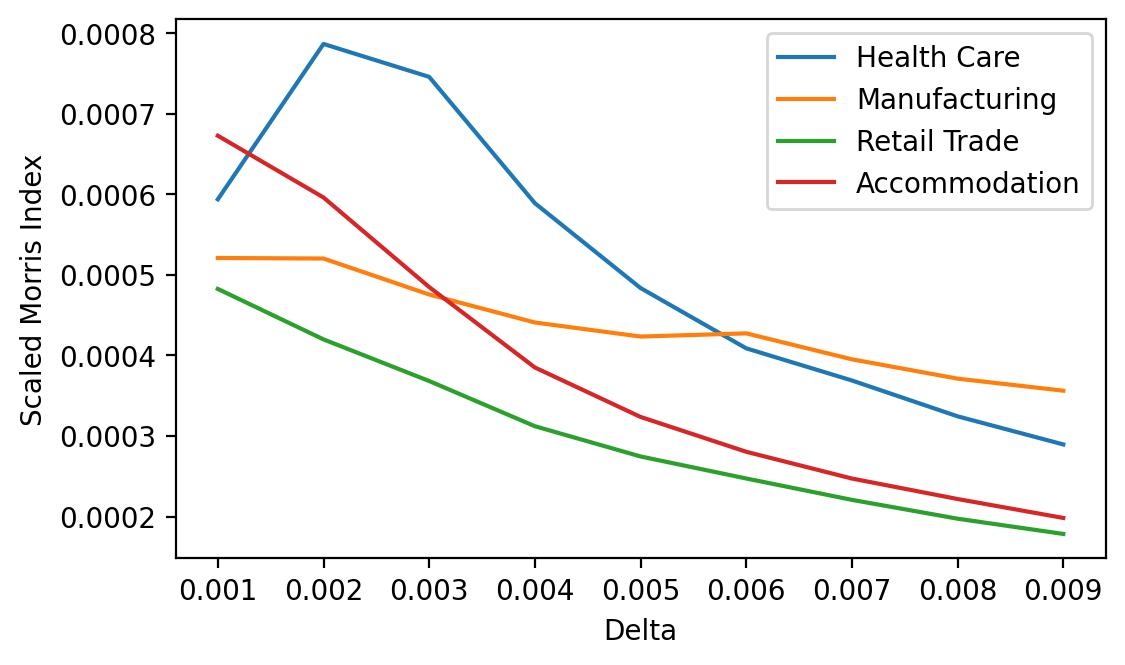 0.0008
0.0007
0.0006
0.0005
0.0004
0.0003
0.0002
Scaled Morris Index
Health Care
Manufacturing
Retail Trade
Accommodation
0.001 0.002 0.003 0.004 0.005 0.006 0.007 0.008 0.009
Delta